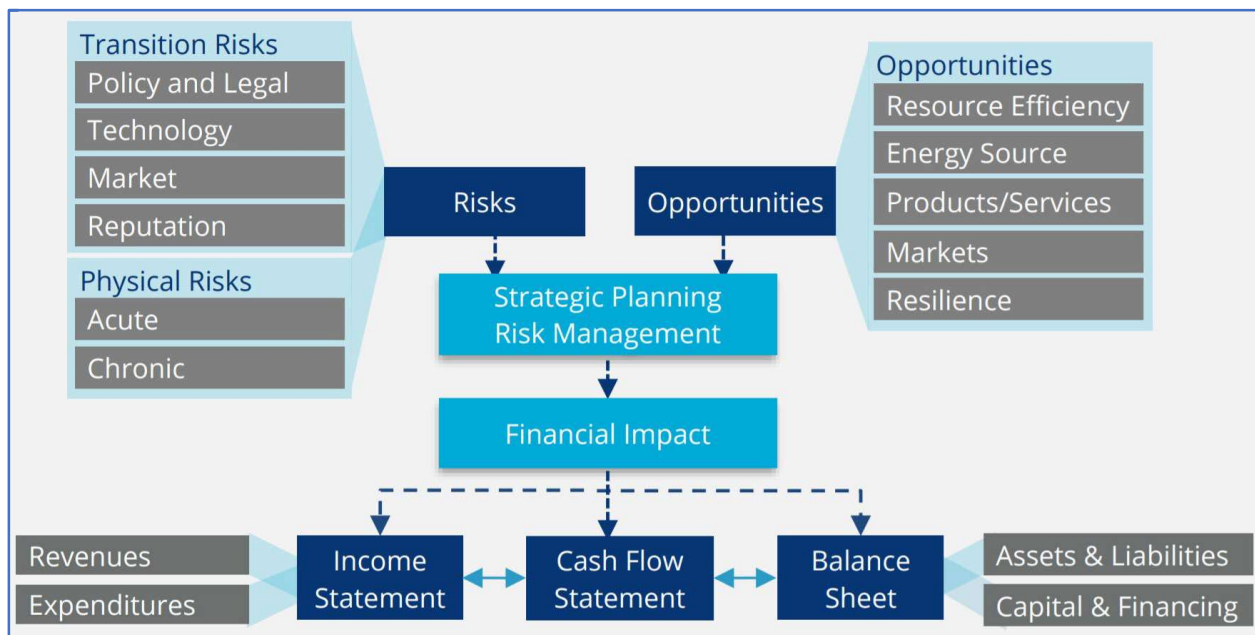 Transition Risks
Policy and Legal
Technology
Market
Reputation
Physical Risks
Acute
Chronic
Risks
Opportunities
Opportunities
Resource Efficiency
Energy Source
Products/Services
Markets
Resilience
Strategic Planning
Risk Management
Financial Impact
Revenues
Expenditures
Income
Statement
Cash Flow
Statement
Balance
Sheet
Assets & Liabilities
Capital & Financing